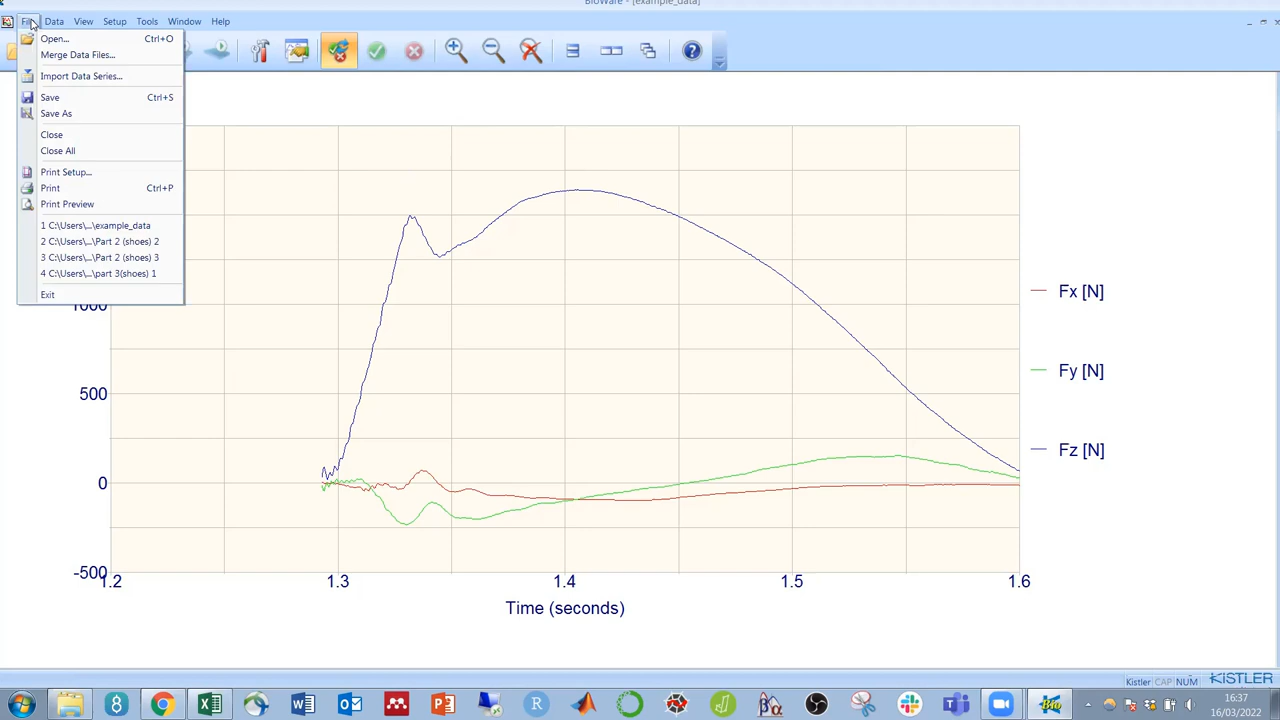 BioWare - [example_data]
File Data View Setup Tools Window Help
Open... Ctrl+O
Merge Data Files...
Import Data Series...
Save Ctrl+S
Save As
Close
Close All
Print Setup...
Print Ctrl+P
Print Preview
1 C:\Users\...\example_data
2 C:\Users\...\Part 2 (shoes) 2
3 C:\Users\...\Part 2 (shoes) 3
4 C:\Users\...\part 3(shoes) 1
Exit
1000
500
0
-500
1.2 1.3 1.4 1.5 1.6
Time (seconds)
Fx [N]
Fy [N]
Fz [N]
Kistler CAP NUM KISTLER
16:37
16/03/2022